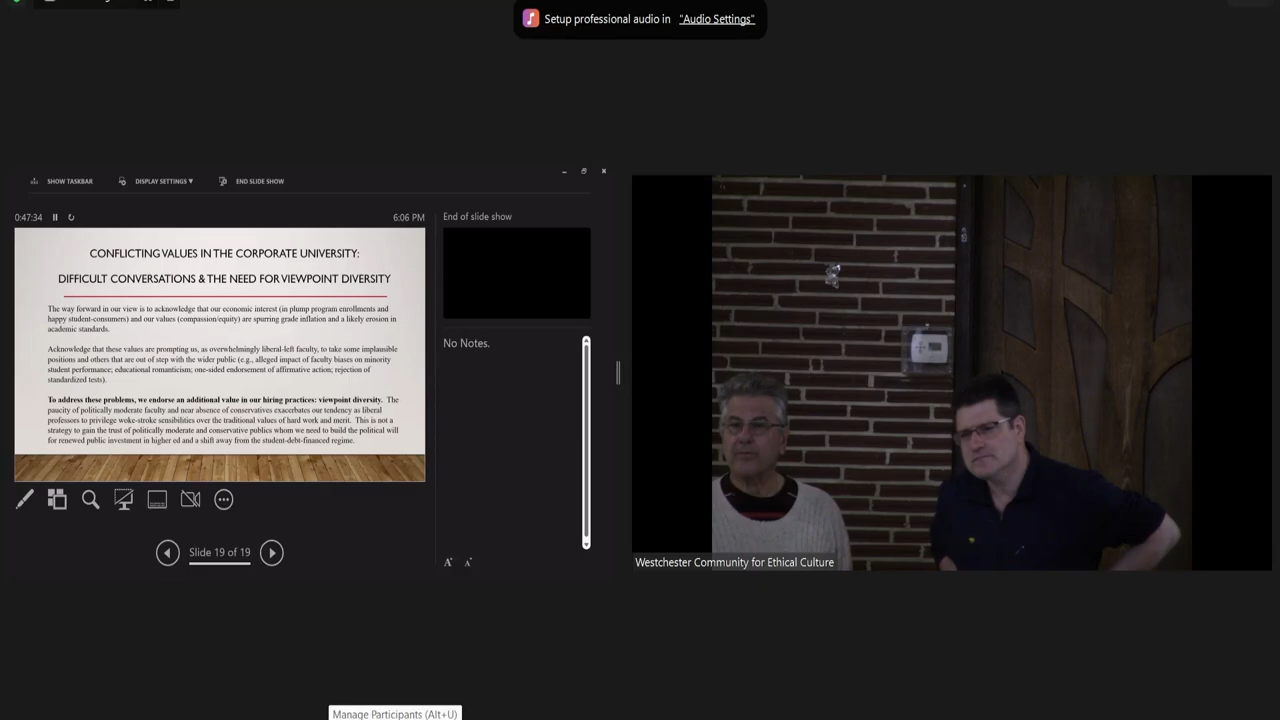 Setup professional audio in "Audio Settings"
SHOW TASKBAR
DISPLAY SETTINGS ▼
END SLIDE SHOW
0:47:34
6:06 PM
End of slide show
CONFLICTING VALUES IN THE CORPORATE UNIVERSITY:
DIFFICULT CONVERSATIONS & THE NEED FOR VIEWPOINT DIVERSITY
The way forward in our view is to acknowledge that our economic interest (in plump program enrollments and
happy student-consumers) and our values (compassion/equity) are spurring grade inflation and a likely erosion in
academic standards.
Acknowledge that these values are prompting us, as overwhelmingly liberal-left faculty, to take some implausible
positions and others that are out of step with the wider public (e.g., alleged impact of faculty biases on minority
student performance; educational romanticism; one-sided endorsement of affirmative action; rejection of
standardized tests).
To address these problems, we endorse an additional value in our hiring practices: viewpoint diversity. The
paucity of politically moderate faculty and near absence of conservatives exacerbates our tendency as liberal
professors to privilege woke-stroke sensibilities over the traditional values of hard work and merit. This is not a
strategy to gain the trust of politically moderate and conservative publics whom we need to build the political will
for renewed public investment in higher ed and a shift away from the student-debt-financed regime.
No Notes.
Slide 19 of 19
A A
Westchester Community for Ethical Culture
Manage Participants (Alt+U)